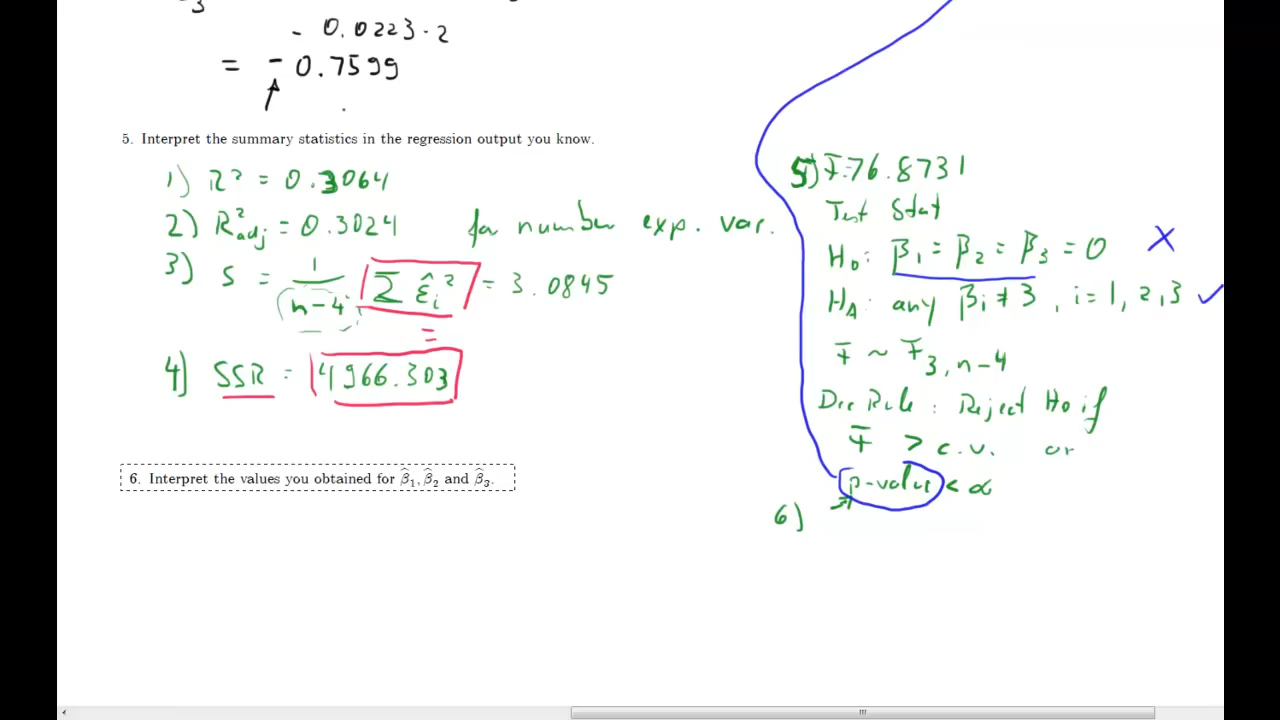 3
- 0.0223·2
= - 0.7599
5. Interpret the summary statistics in the regression output you know.
1) R² = 0.3064
2) R²adj = 0.3024 for number exp. var.
3) S = 1/(n-4) Σ ε̂ᵢ² = 3.0845
=
4) SSR = 4966.303
6. Interpret the values you obtained for β̂₁, β̂₂ and β̂₃.
5) F=76.8731
Test Stat
H₀: β₁ = β₂ = β₃ = 0 X
Hₐ: any βᵢ ≠ 3, i=1, 2, 3 ✓
F ~ F₃, n-4
Dec Rule: Reject H₀ if
F > c.v. or
p-value < α
6)